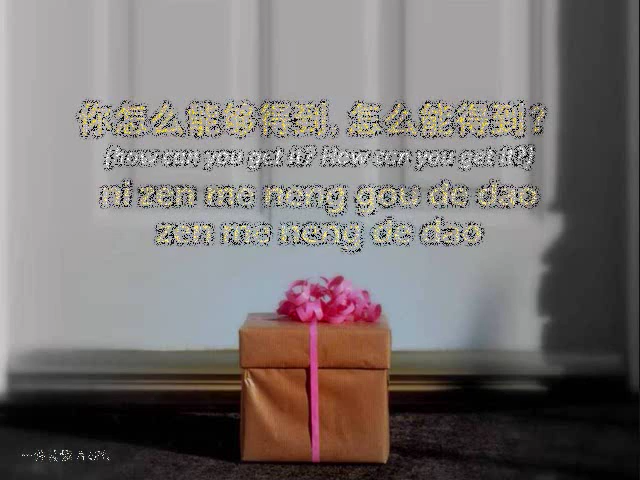 你怎么能够得到, 怎么能得到?
(how can you get it? How can you get it?)
ni zen me neng gou de dao
zen me neng de dao